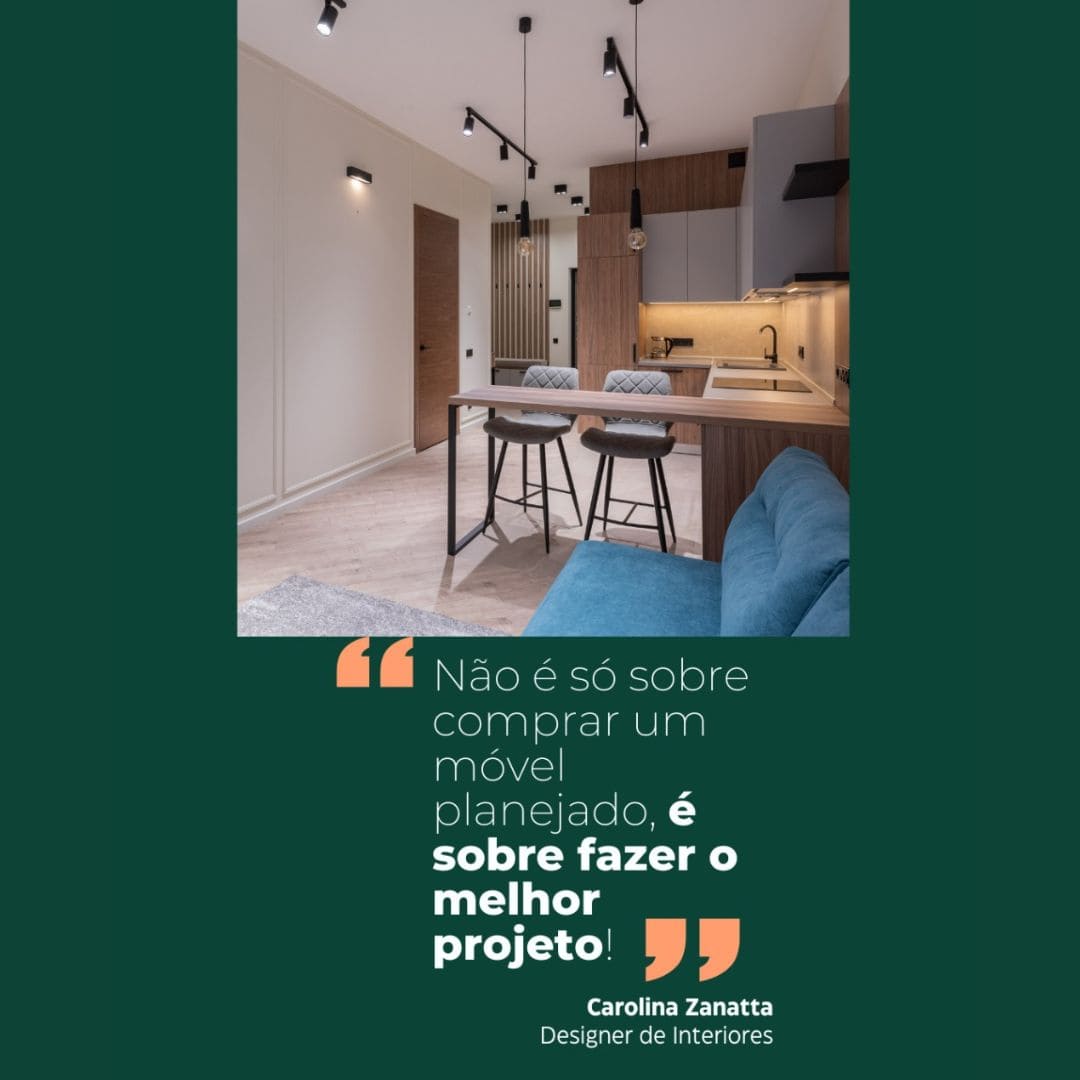 “ Não é só sobre
comprar um
móvel
planejado, é
sobre fazer o
melhor
projeto! ”
Carolina Zanatta
Designer de Interiores